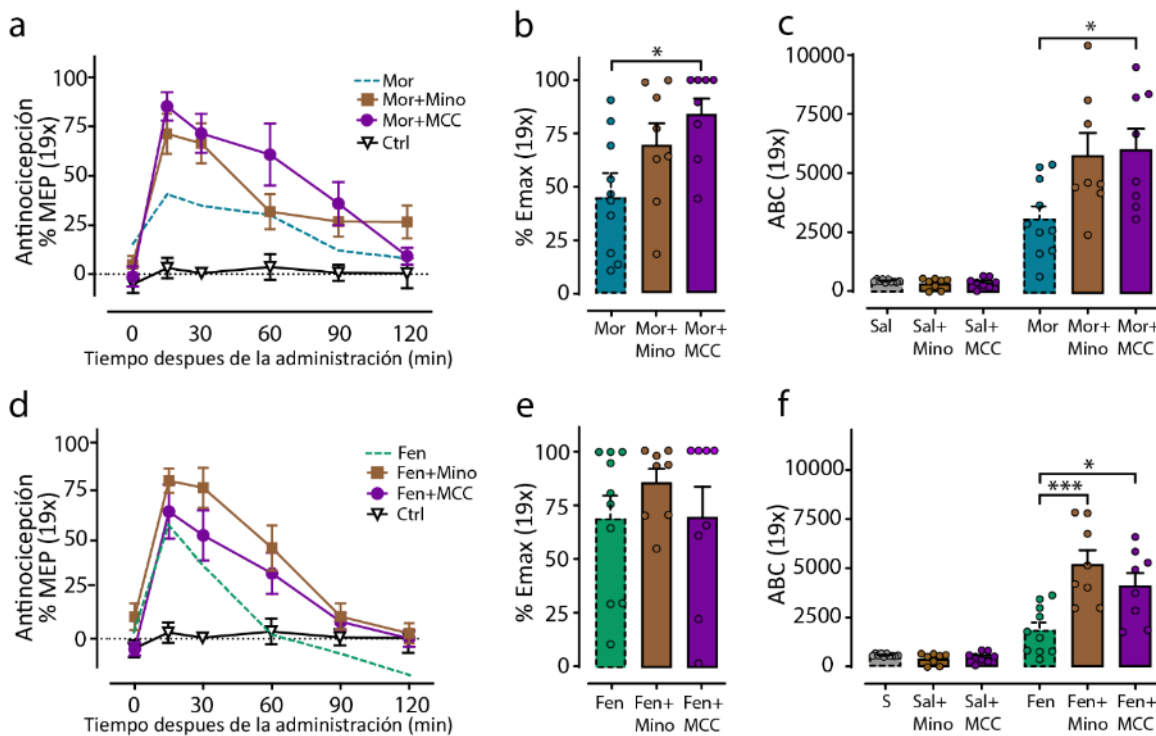 a
Antinocicepción
% MEP (19x)
100
75
50
25
0
Mor
Mor+Mino
Mor+MCC
Ctrl
0 30 60 90 120
Tiempo despues de la administración (min)
b
*
% Emax (19x)
100
75
50
25
0
Mor Mor+ Mor+
Mino MCC
c
*
ABC (19x)
10000
7500
5000
2500
0
Sal Sal+ Sal+ Mor Mor+ Mor+
Mino MCC Mino MCC
d
Antinocicepción
% MEP (19x)
100
75
50
25
0
Fen
Fen+Mino
Fen+MCC
Ctrl
0 30 60 90 120
Tiempo despues de la administración (min)
e
% Emax (19x)
100
75
50
25
0
Fen Fen+ Fen+
Mino MCC
f
*
***
ABC (19x)
10000
7500
5000
2500
0
S Sal+ Sal+ Fen Fen+ Fen+
Mino MCC Mino MCC